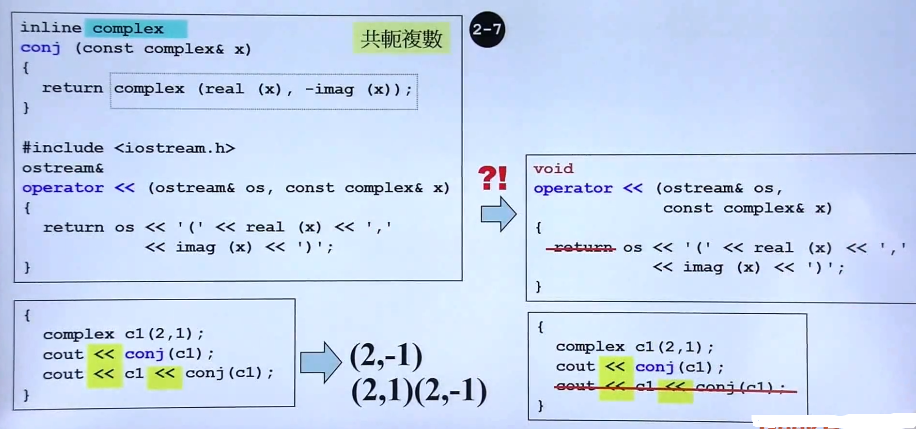 inline complex
conj (const complex& x)
{
return complex (real (x), -imag (x));
}
共軛複數
2-7
#include <iostream.h>
ostream&
operator << (ostream& os, const complex& x)
{
return os << '(' << real (x) << ','
<< imag (x) << ')';
}
?!
void
operator << (ostream& os,
const complex& x)
{
return os << '(' << real (x) << ','
<< imag (x) << ')';
}
{
complex c1(2,1);
cout << conj(c1);
cout << c1 << conj(c1);
}
(2,-1)
(2,1)(2,-1)
{
complex c1(2,1);
cout << conj(c1);
cout << c1 << conj(c1);
}